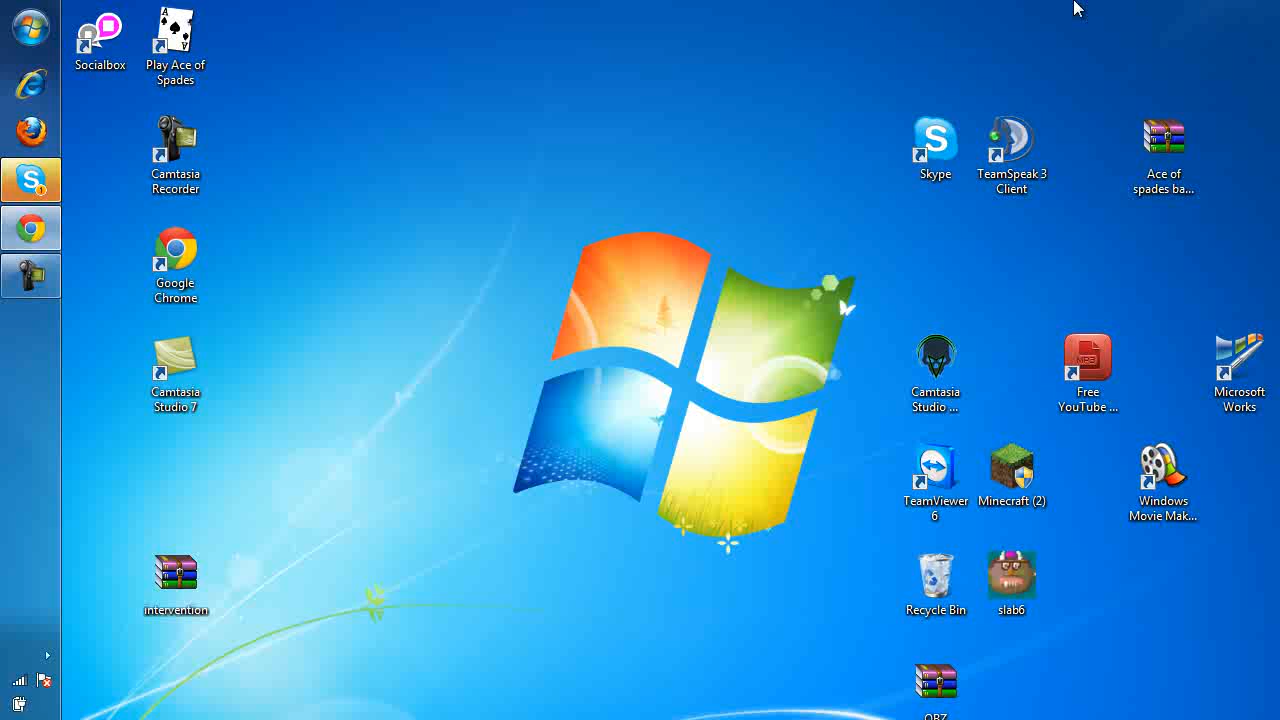 Socialbox
Play Ace of
Spades
Camtasia
Recorder
Skype
TeamSpeak 3
Client
Ace of
spades ba...
Google
Chrome
Camtasia
Studio 7
Camtasia
Studio ...
Free
YouTube ...
Microsoft
Works
TeamViewer
6
Minecraft (2)
Windows
Movie Mak...
intervention
Recycle Bin
slab6